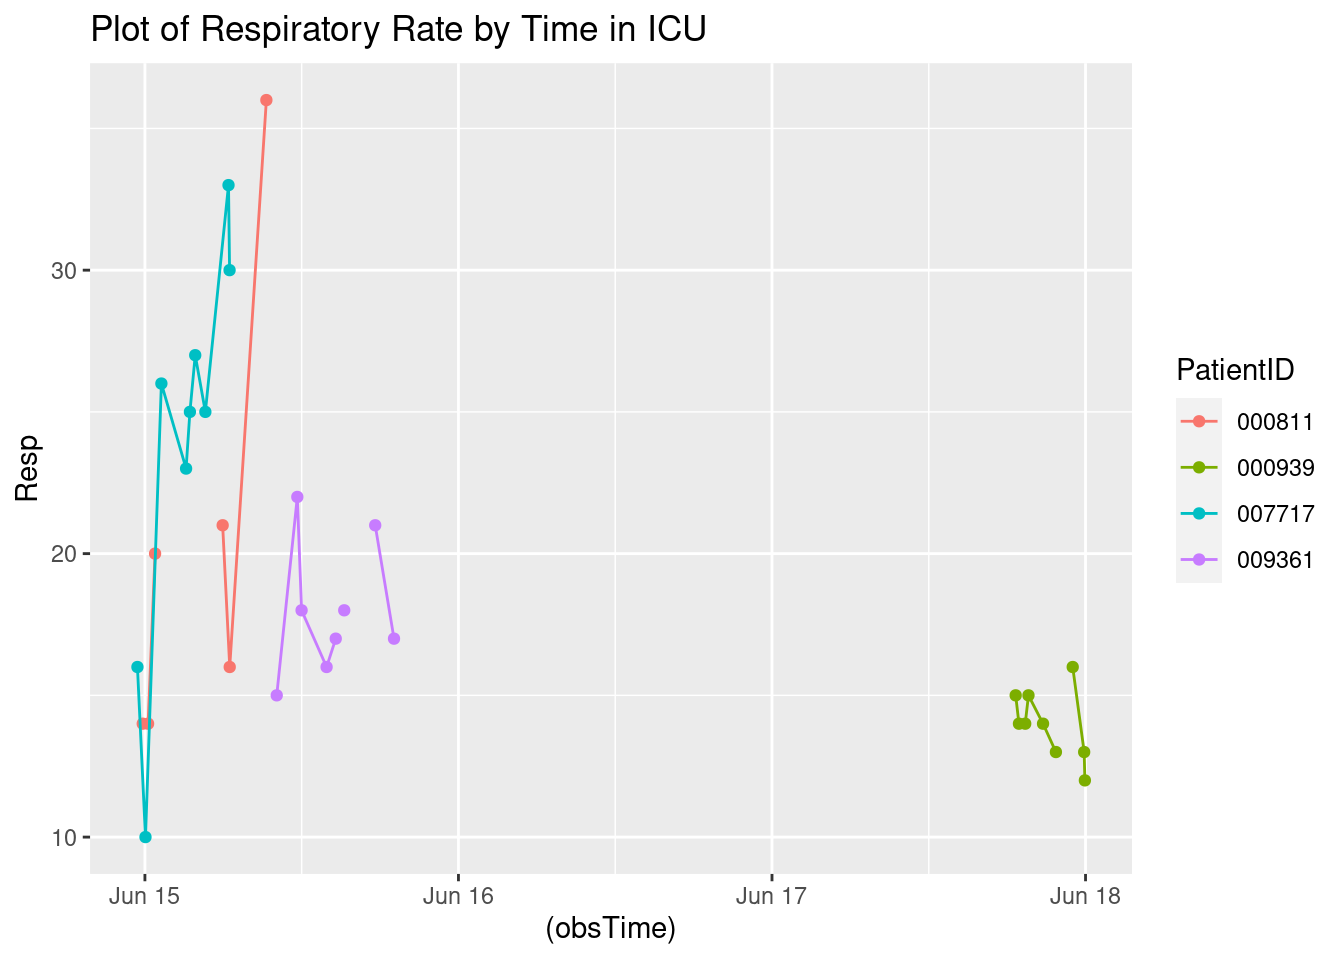 Plot of Respiratory Rate by Time in ICU
Resp
30
20
10
Jun 15
Jun 16
Jun 17
Jun 18
(obsTime)
PatientID
000811
000939
007717
009361